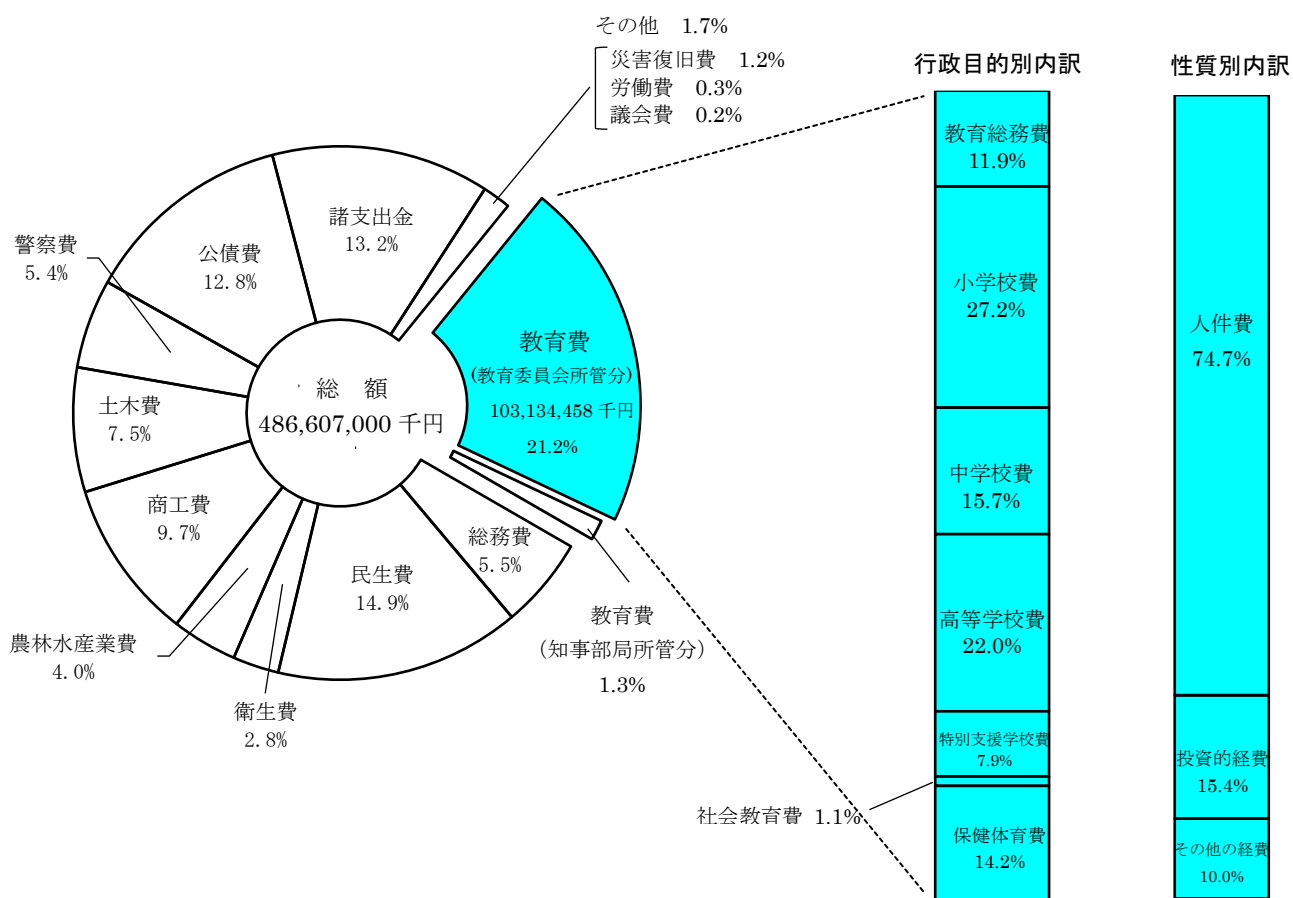 その他 1.7%
災害復旧費 1.2%
労働費 0.3%
議会費 0.2%
行政目的別内訳
性質別内訳
諸支出金
13.2%
公債費
12.8%
警察費
5.4%
土木費
7.5%
商工費
9.7%
農林水産業費
4.0%
衛生費
2.8%
民生費
14.9%
総務費
5.5%
教育費
(知事部局所管分)
1.3%
教育費
(教育委員会所管分)
103,134,458 千円
21.2%
総 額
486,607,000 千円
教育総務費
11.9%
小学校費
27.2%
中学校費
15.7%
高等学校費
22.0%
特別支援学校費
7.9%
社会教育費 1.1%
保健体育費
14.2%
人件費
74.7%
投資的経費
15.4%
その他の経費
10.0%